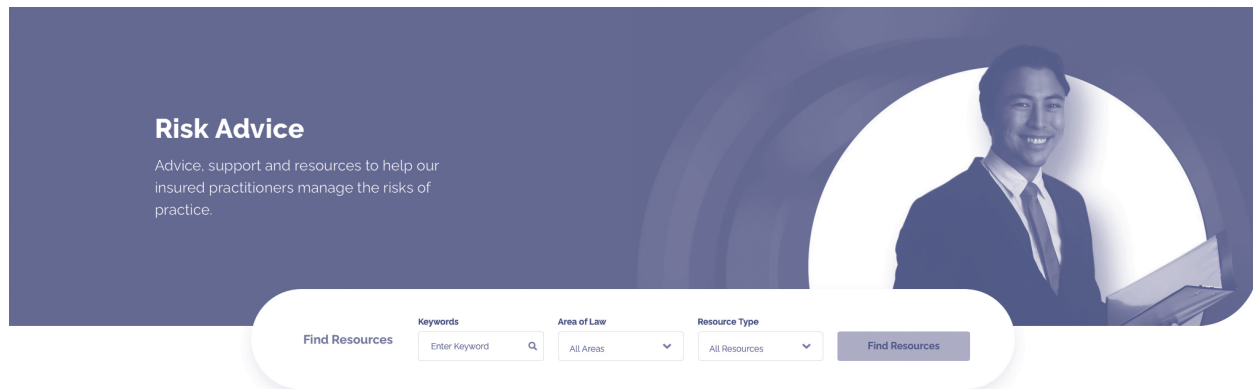 Risk Advice
Advice, support and resources to help our
insured practitioners manage the risks of
practice.
Find Resources
Keywords
Enter Keyword
Area of Law
All Areas
Resource Type
All Resources
Find Resources